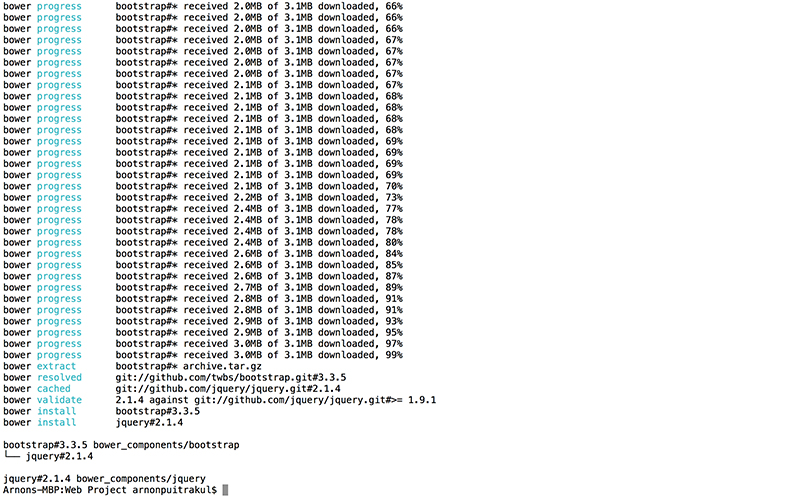 bower progress bootstrap#* received 2.0MB of 3.1MB downloaded, 66%
bower progress bootstrap#* received 2.0MB of 3.1MB downloaded, 66%
bower progress bootstrap#* received 2.0MB of 3.1MB downloaded, 66%
bower progress bootstrap#* received 2.0MB of 3.1MB downloaded, 67%
bower progress bootstrap#* received 2.0MB of 3.1MB downloaded, 67%
bower progress bootstrap#* received 2.0MB of 3.1MB downloaded, 67%
bower progress bootstrap#* received 2.0MB of 3.1MB downloaded, 67%
bower progress bootstrap#* received 2.1MB of 3.1MB downloaded, 67%
bower progress bootstrap#* received 2.1MB of 3.1MB downloaded, 68%
bower progress bootstrap#* received 2.1MB of 3.1MB downloaded, 68%
bower progress bootstrap#* received 2.1MB of 3.1MB downloaded, 68%
bower progress bootstrap#* received 2.1MB of 3.1MB downloaded, 68%
bower progress bootstrap#* received 2.1MB of 3.1MB downloaded, 69%
bower progress bootstrap#* received 2.1MB of 3.1MB downloaded, 69%
bower progress bootstrap#* received 2.1MB of 3.1MB downloaded, 69%
bower progress bootstrap#* received 2.1MB of 3.1MB downloaded, 69%
bower progress bootstrap#* received 2.1MB of 3.1MB downloaded, 70%
bower progress bootstrap#* received 2.2MB of 3.1MB downloaded, 73%
bower progress bootstrap#* received 2.4MB of 3.1MB downloaded, 77%
bower progress bootstrap#* received 2.4MB of 3.1MB downloaded, 78%
bower progress bootstrap#* received 2.4MB of 3.1MB downloaded, 78%
bower progress bootstrap#* received 2.4MB of 3.1MB downloaded, 80%
bower progress bootstrap#* received 2.6MB of 3.1MB downloaded, 84%
bower progress bootstrap#* received 2.6MB of 3.1MB downloaded, 85%
bower progress bootstrap#* received 2.6MB of 3.1MB downloaded, 87%
bower progress bootstrap#* received 2.7MB of 3.1MB downloaded, 89%
bower progress bootstrap#* received 2.8MB of 3.1MB downloaded, 91%
bower progress bootstrap#* received 2.8MB of 3.1MB downloaded, 91%
bower progress bootstrap#* received 2.9MB of 3.1MB downloaded, 93%
bower progress bootstrap#* received 2.9MB of 3.1MB downloaded, 95%
bower progress bootstrap#* received 3.0MB of 3.1MB downloaded, 97%
bower progress bootstrap#* received 3.0MB of 3.1MB downloaded, 99%
bower extract bootstrap#* archive.tar.gz
bower resolved git://github.com/twbs/bootstrap.git#3.3.5
bower cached git://github.com/jquery/jquery.git#2.1.4
bower validate 2.1.4 against git://github.com/jquery/jquery.git#>= 1.9.1
bower install bootstrap#3.3.5
bower install jquery#2.1.4
bootstrap#3.3.5 bower_components/bootstrap
└── jquery#2.1.4
jquery#2.1.4 bower_components/jquery
Arnons-MBP:Web Project arnonpuitrakul$